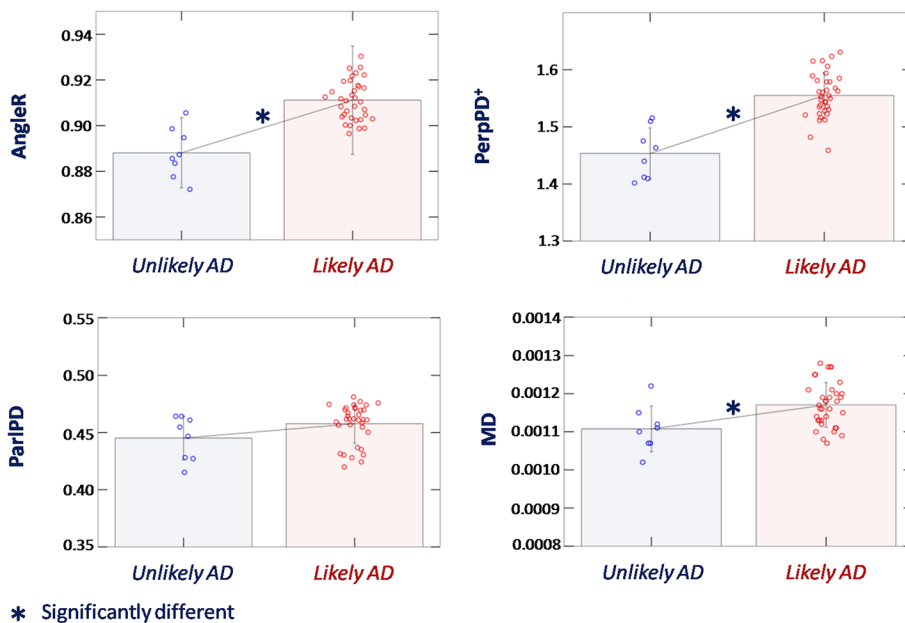 0.94
0.92
0.90
0.88
0.86
AngleR
*
Unlikely AD
Likely AD
1.6
1.5
1.4
1.3
PerpPD+
*
Unlikely AD
Likely AD
0.55
0.50
0.45
0.40
0.35
ParlPD
Unlikely AD
Likely AD
0.0014
0.0013
0.0012
0.0011
0.0010
0.0009
0.0008
MD
*
Unlikely AD
Likely AD
* Significantly different